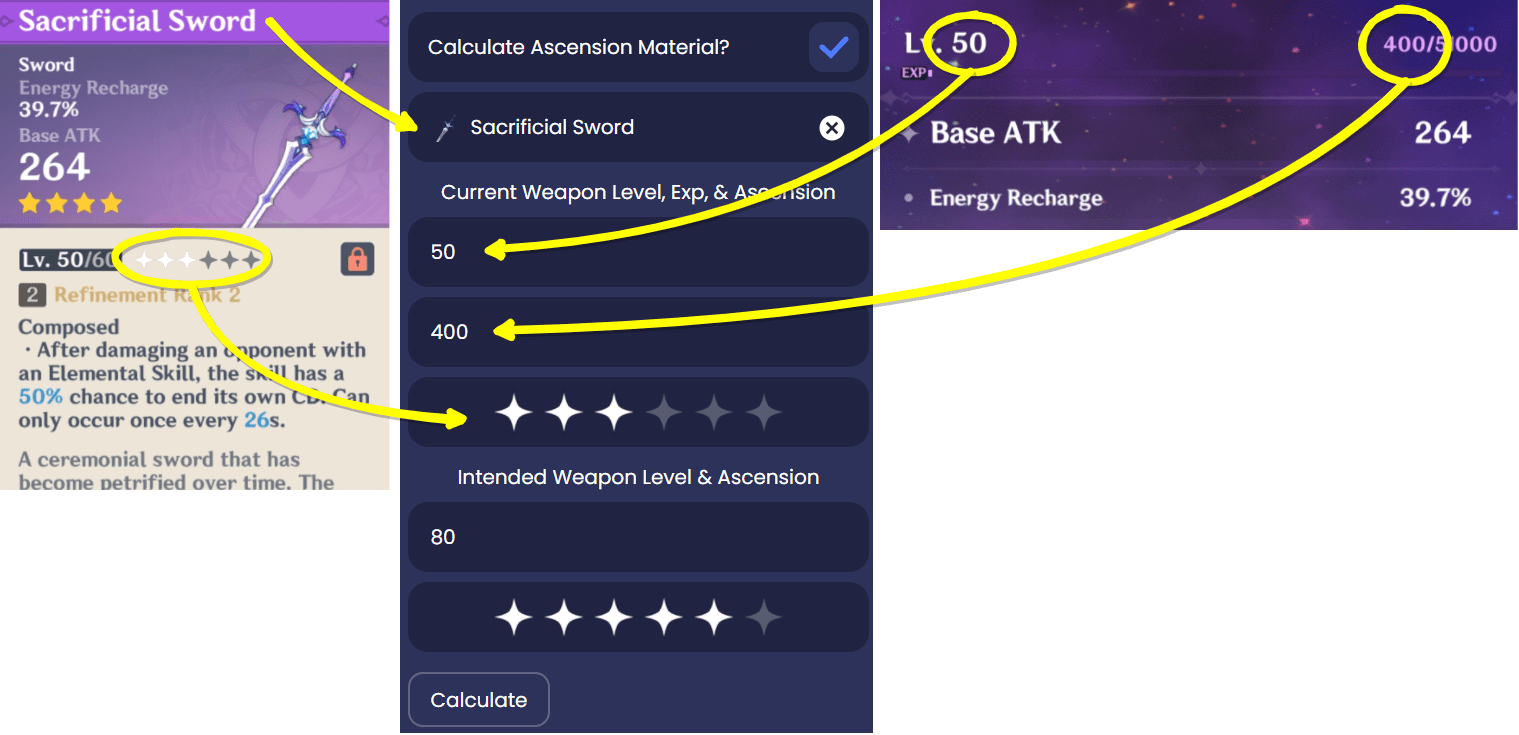 Sacrificial Sword
Sword
Energy Recharge
39.7%
Base ATK
264
Lv. 50/60
2 Refinement Rank 2
Composed
· After damaging an opponent with
an Elemental Skill, the skill has a
50% chance to end its own CD. Can
only occur once every 26s.
A ceremonial sword that has
become petrified over time. The
Calculate Ascension Material?
Sacrificial Sword
Current Weapon Level, Exp, & Ascension
50
400
Intended Weapon Level & Ascension
80
Calculate
Lv. 50
400/51000
EXP
Base ATK 264
Energy Recharge 39.7%